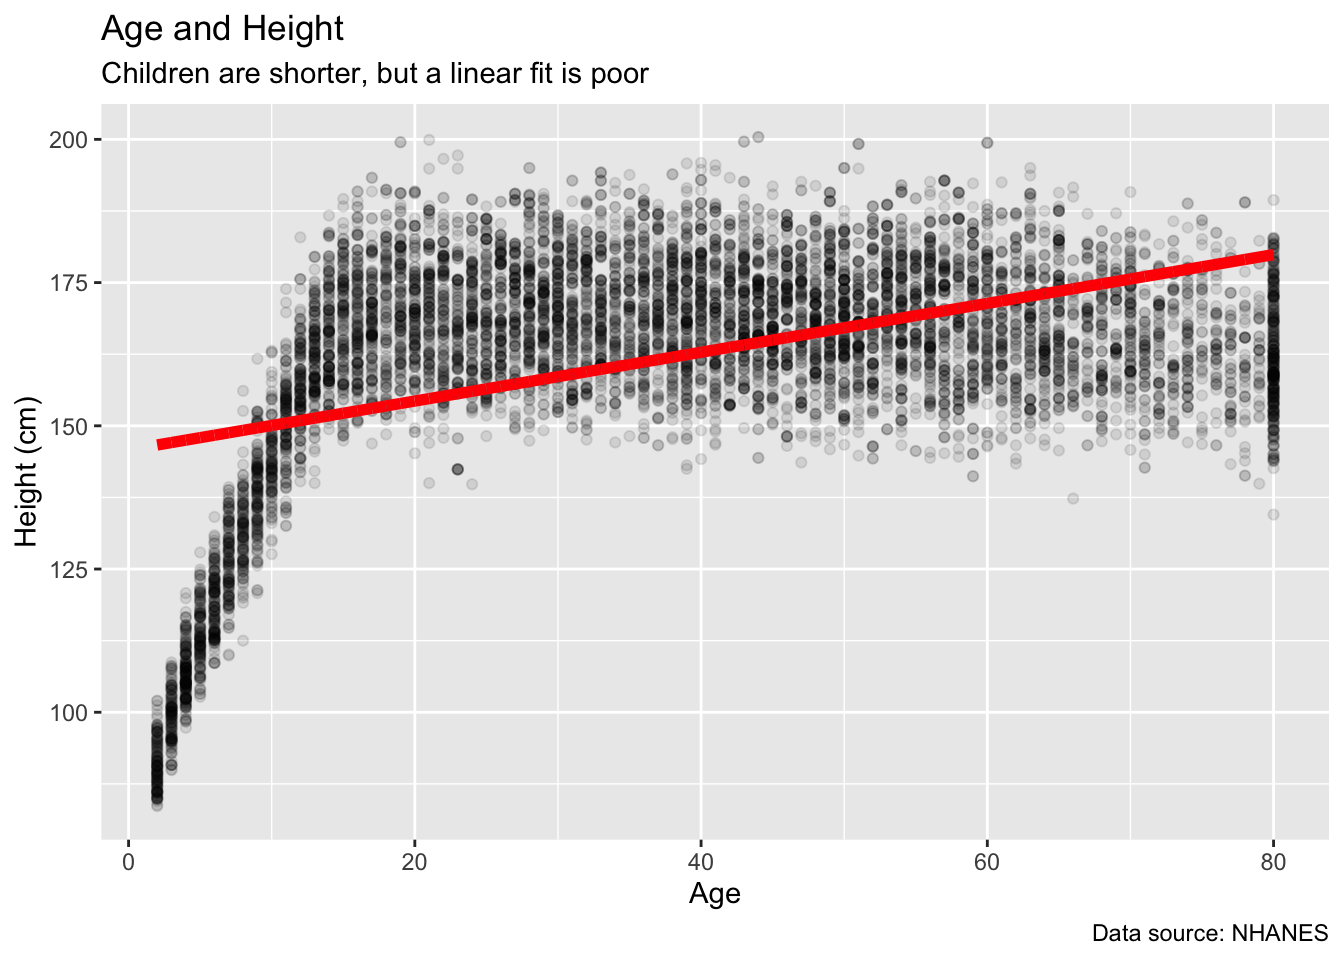 Age and Height
Children are shorter, but a linear fit is poor
Height (cm)
200
175
150
125
100
0 20 40 60 80
Age
Data source: NHANES